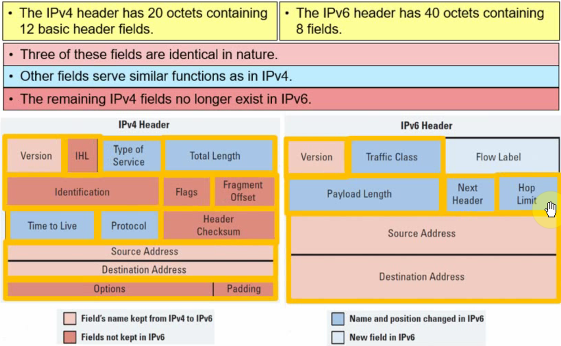 • The IPv4 header has 20 octets containing
12 basic header fields.
• The IPv6 header has 40 octets containing
8 fields.
• Three of these fields are identical in nature.
• Other fields serve similar functions as in IPv4.
• The remaining IPv4 fields no longer exist in IPv6.
IPv4 Header
Version
IHL
Type of
Service
Total Length
Identification
Flags
Fragment
Offset
Time to Live
Protocol
Header
Checksum
Source Address
Destination Address
Options
Padding
IPv6 Header
Version
Traffic Class
Flow Label
Payload Length
Next
Header
Hop
Limit
Source Address
Destination Address
Field's name kept from IPv4 to IPv6
Fields not kept in IPv6
Name and position changed in IPv6
New field in IPv6